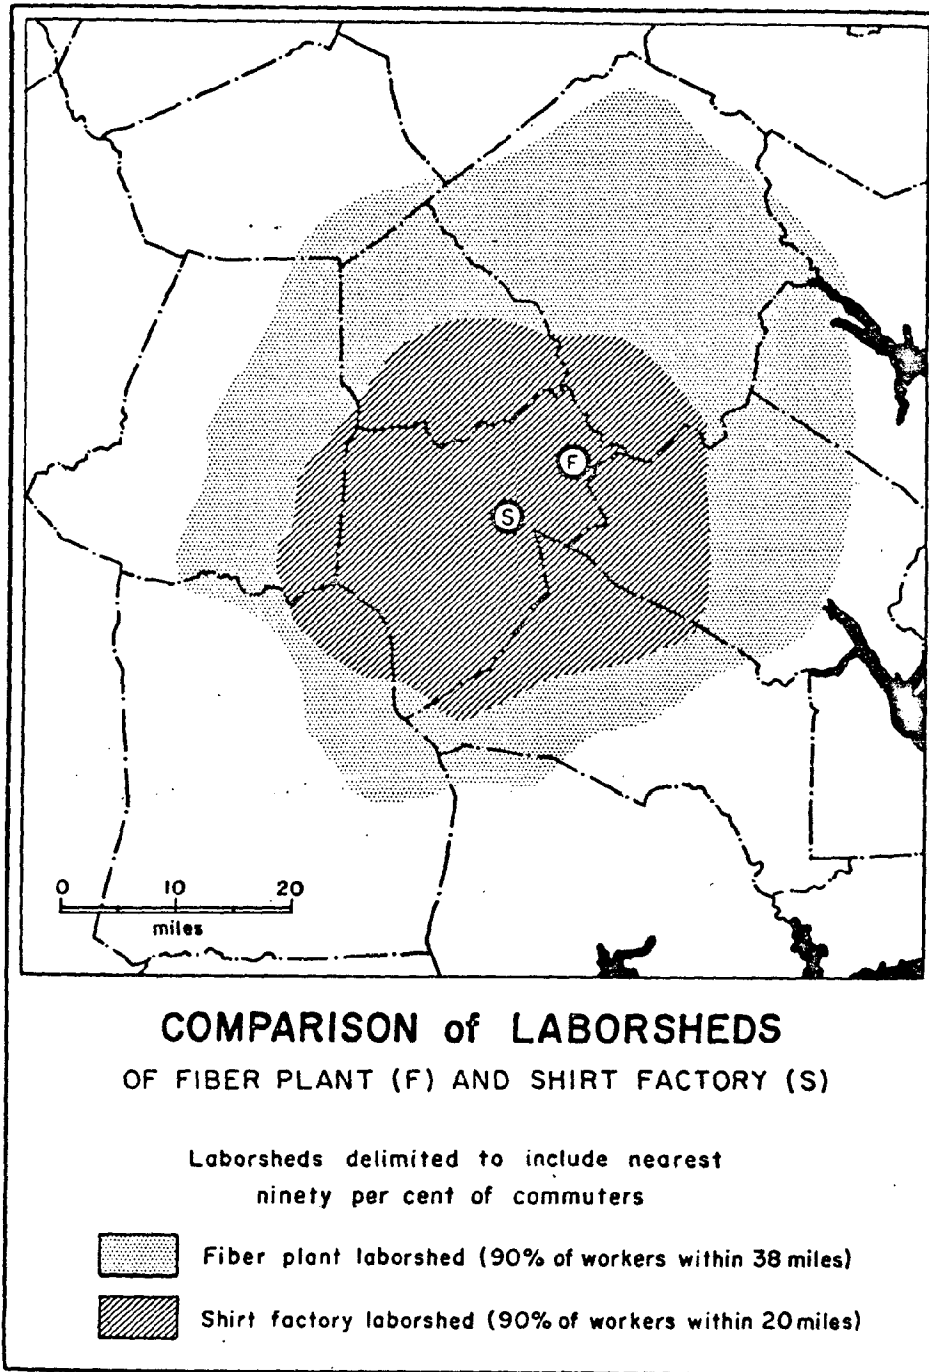 F
S
0 10 20
miles
COMPARISON of LABORSHEDS
OF FIBER PLANT (F) AND SHIRT FACTORY (S)
Laborsheds delimited to include nearest
ninety per cent of commuters
Fiber plant laborshed (90% of workers within 38 miles)
Shirt factory laborshed (90% of workers within 20 miles)